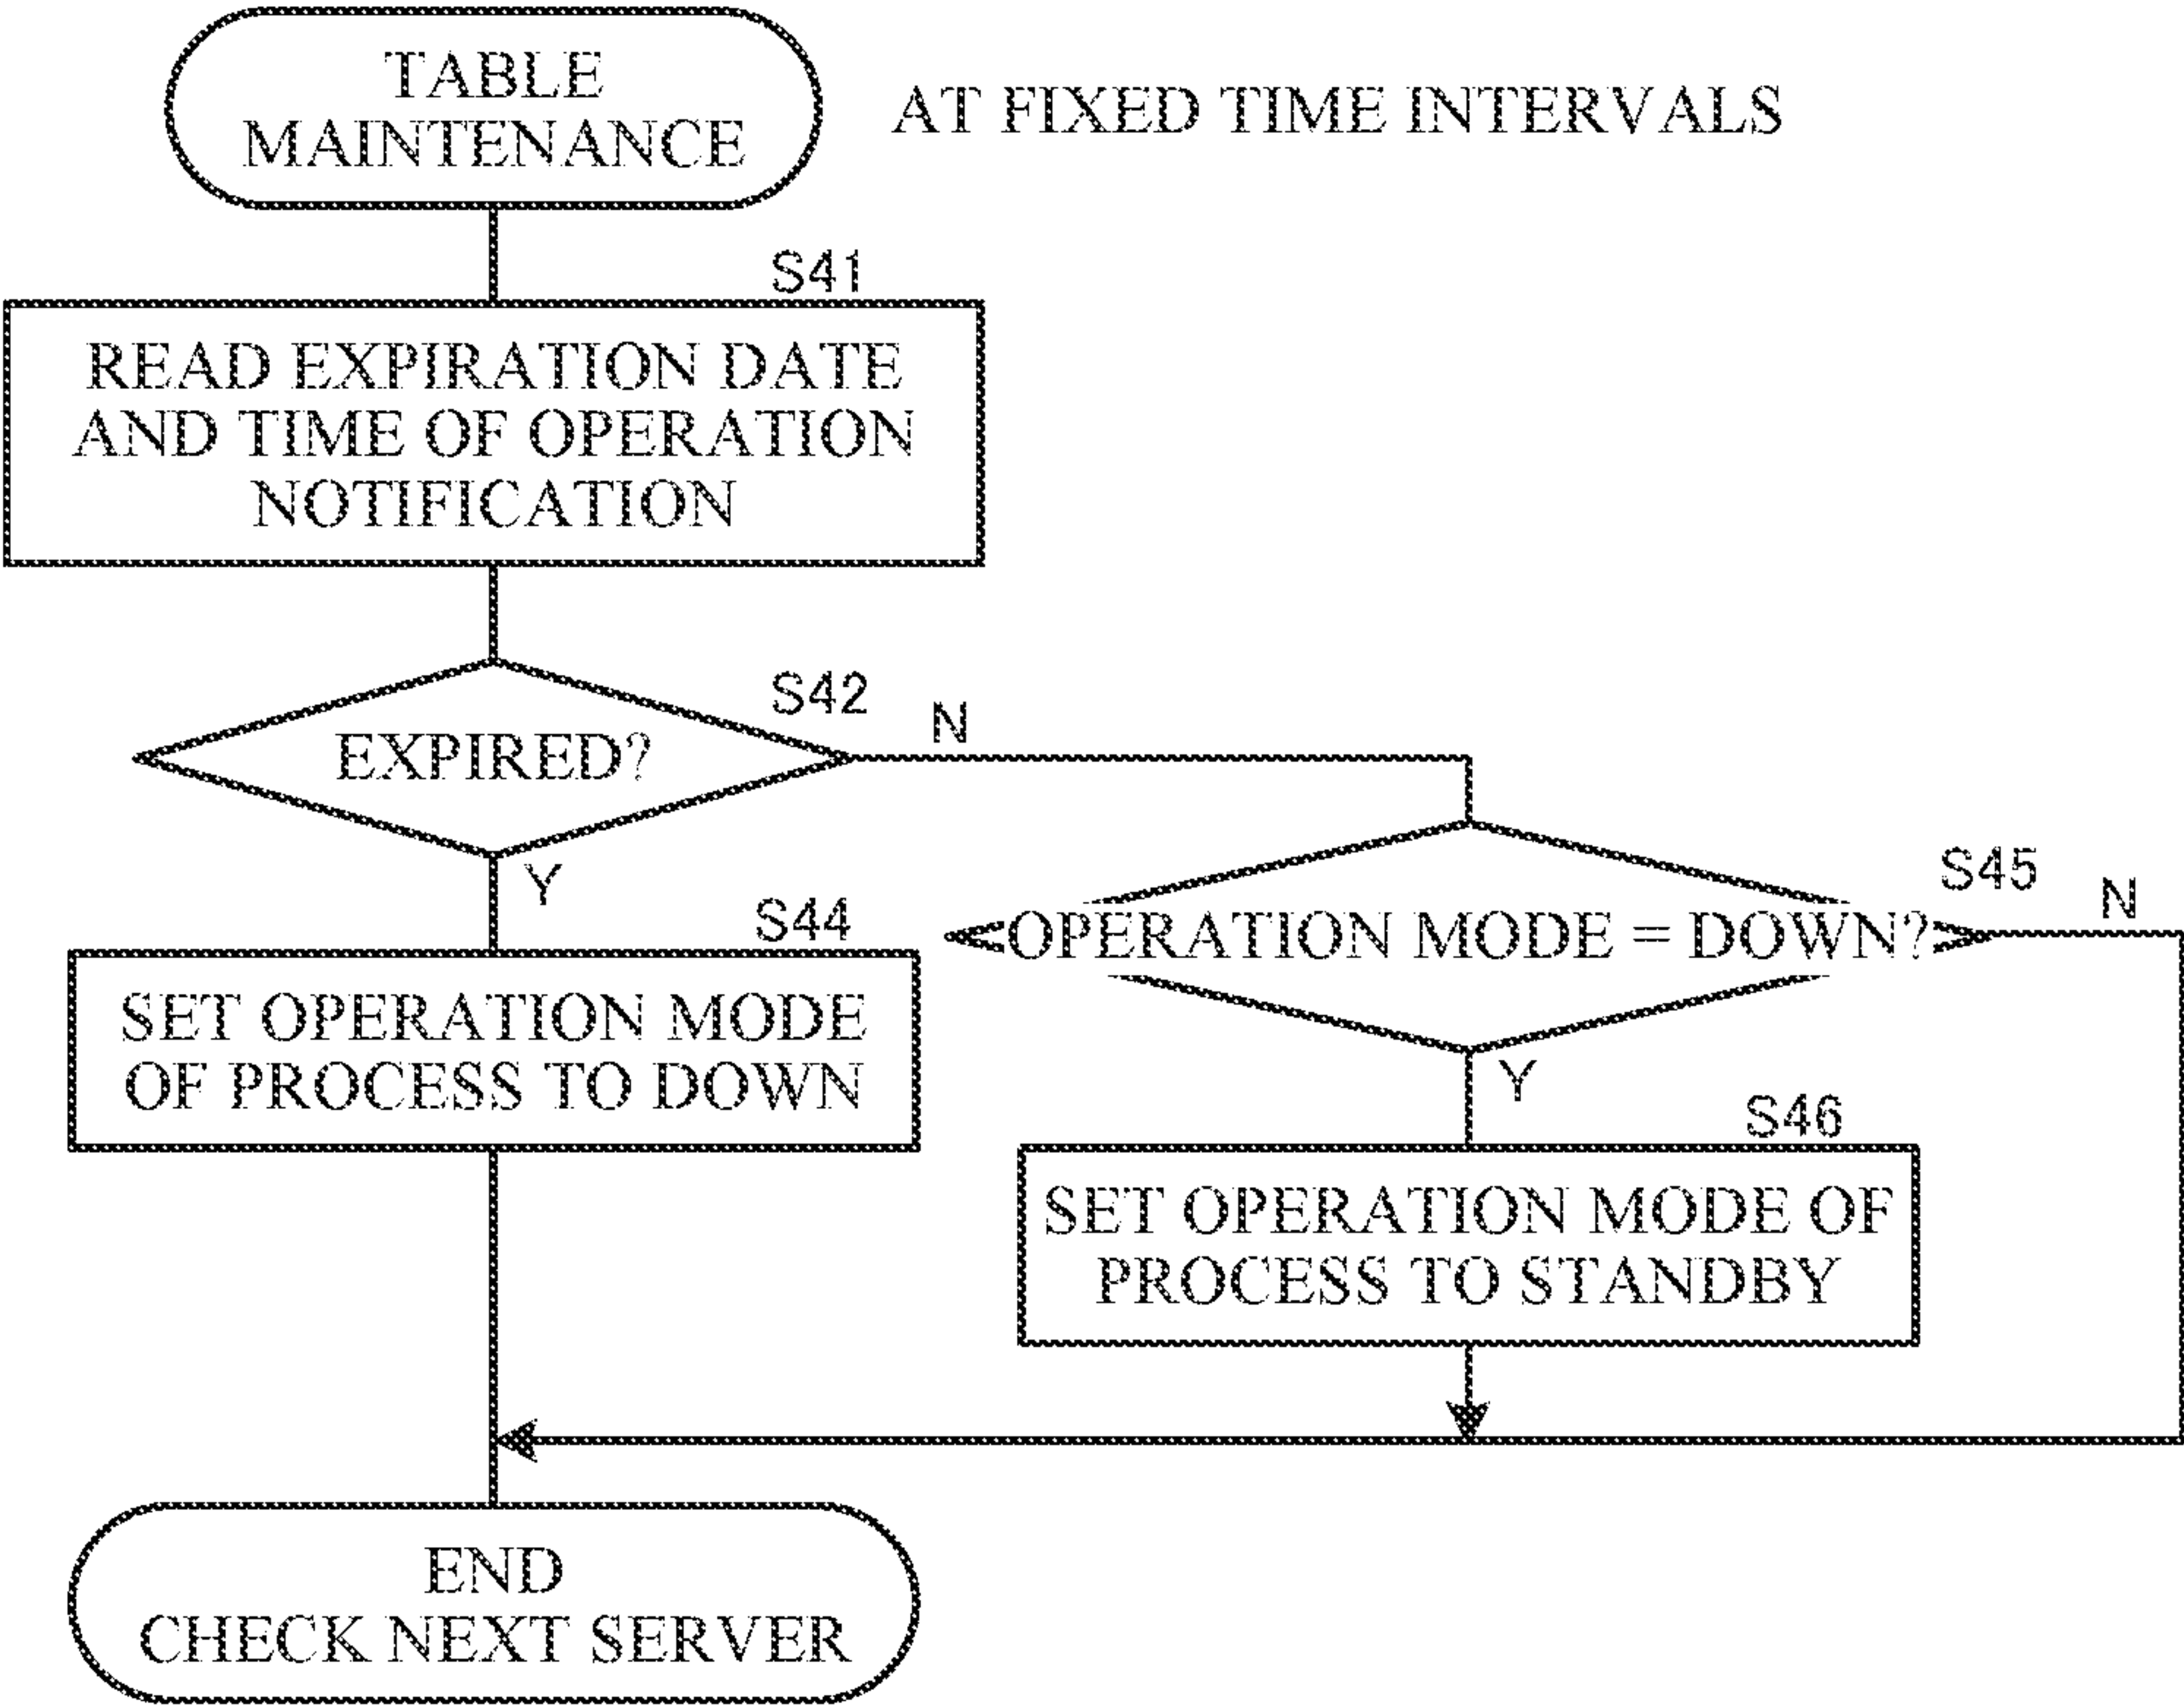 TABLE
MAINTENANCE
AT FIXED TIME INTERVALS
S41
READ EXPIRATION DATE
AND TIME OF OPERATION
NOTIFICATION
S42
N
EXPIRED?
Y
S45
N
OPERATION MODE = DOWN?
S44
SET OPERATION MODE
OF PROCESS TO DOWN
Y
S46
SET OPERATION MODE OF
PROCESS TO STANDBY
END
CHECK NEXT SERVER